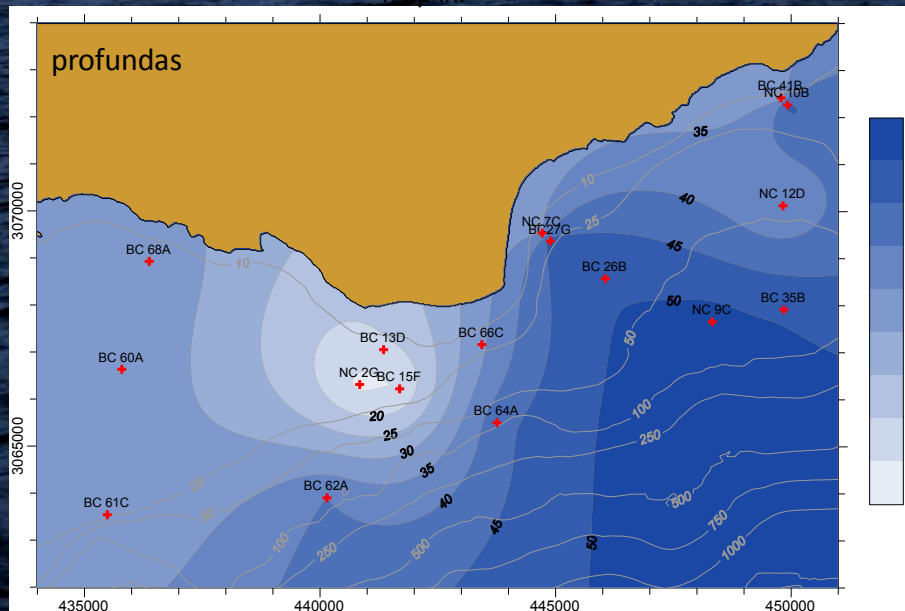 profundas
BC 41B
NC 10B
35
10
40
NC 12D
25
3070000
NC 7C
BC 27G
45
BC 68A
10
BC 26B
50
BC 35B
NC 9C
BC 66C
50
BC 13D
BC 60A
NC 2G
BC 15F
20
100
BC 64A
25
250
30
3065000
35
BC 62A
40
500
BC 61C
45
750
100
250
500
50
1000
435000
440000
445000
450000